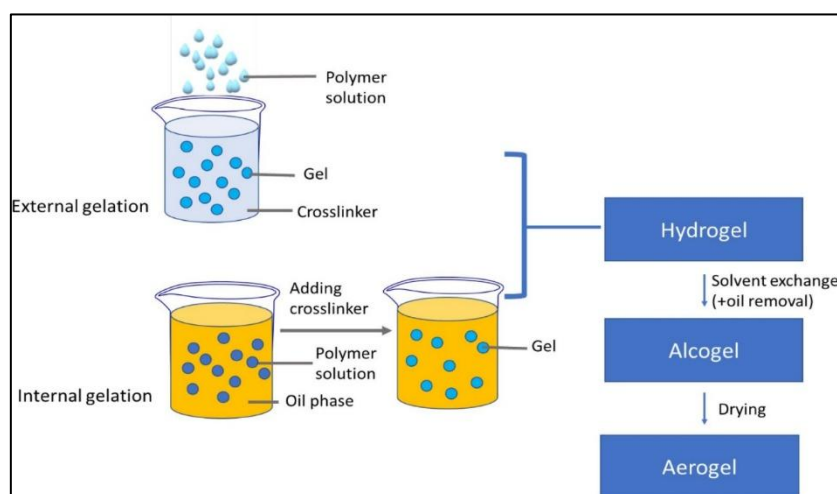 Polymer
solution
Gel
External gelation
Crosslinker
Adding
crosslinker
Polymer
solution
Gel
Internal gelation
Oil phase
Hydrogel
Solvent exchange
(+oil removal)
Alcogel
Drying
Aerogel